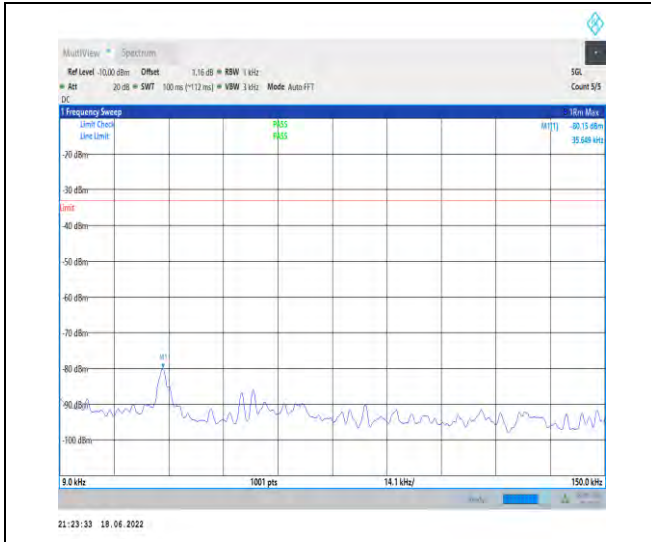 MultiView Spectrum
Ref Level -10.00 dBm Offset 1.16 dB RBW 1 kHz SGL
Att 20 dB SWT 100 ms (~112 ms) VBW 3 kHz Mode Auto FFT Count 5/5
DC
1 Frequency Sweep 1Rm Max
Limit Check PASS M1[1] -80.15 dBm
Line Limit PASS 35.649 kHz
-20 dBm
-30 dBm
Limit
-40 dBm
-50 dBm
-60 dBm
-70 dBm
M1
-80 dBm
-90 dBm
-100 dBm
9.0 kHz 1001 pts 14.1 kHz/ 150.0 kHz
Ready
21:23:33 18.06.2022